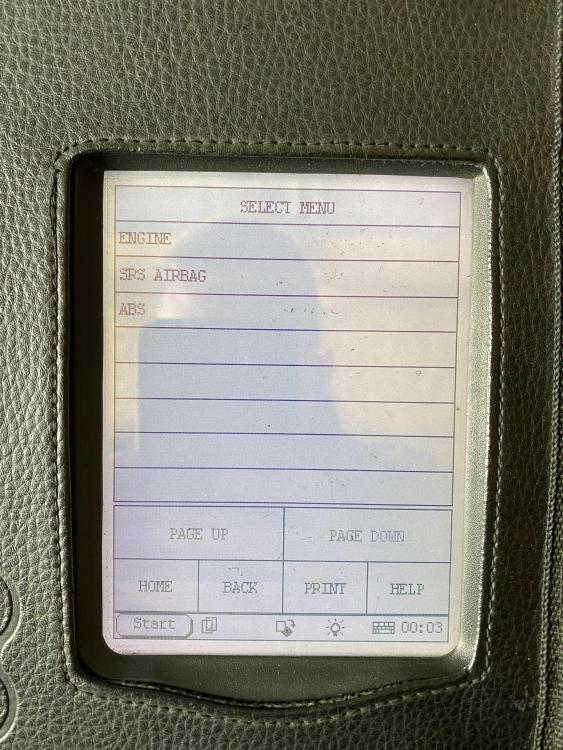 SELECT MENU
ENGINE
SRS AIRBAG
ABS
PAGE UP PAGE DOWN
HOME BACK PRINT HELP
Start 00:03